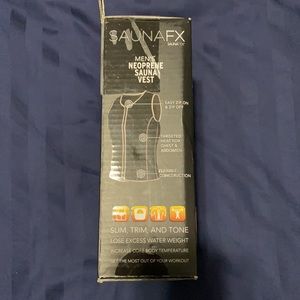 SAUNAFX
MEN'S
NEOPRENE
SAUNA
VEST
EASY ZIP ON
& ZIP OFF
TARGETED
HEAT FOR
CHEST &
ABDOMEN
CONSTRUCTION
SLIM, TRIM, AND TONE
LOSE EXCESS WATER WEIGHT
INCREASE CORE BODY TEMPERATURE
GET THE MOST OUT OF YOUR WORKOUT